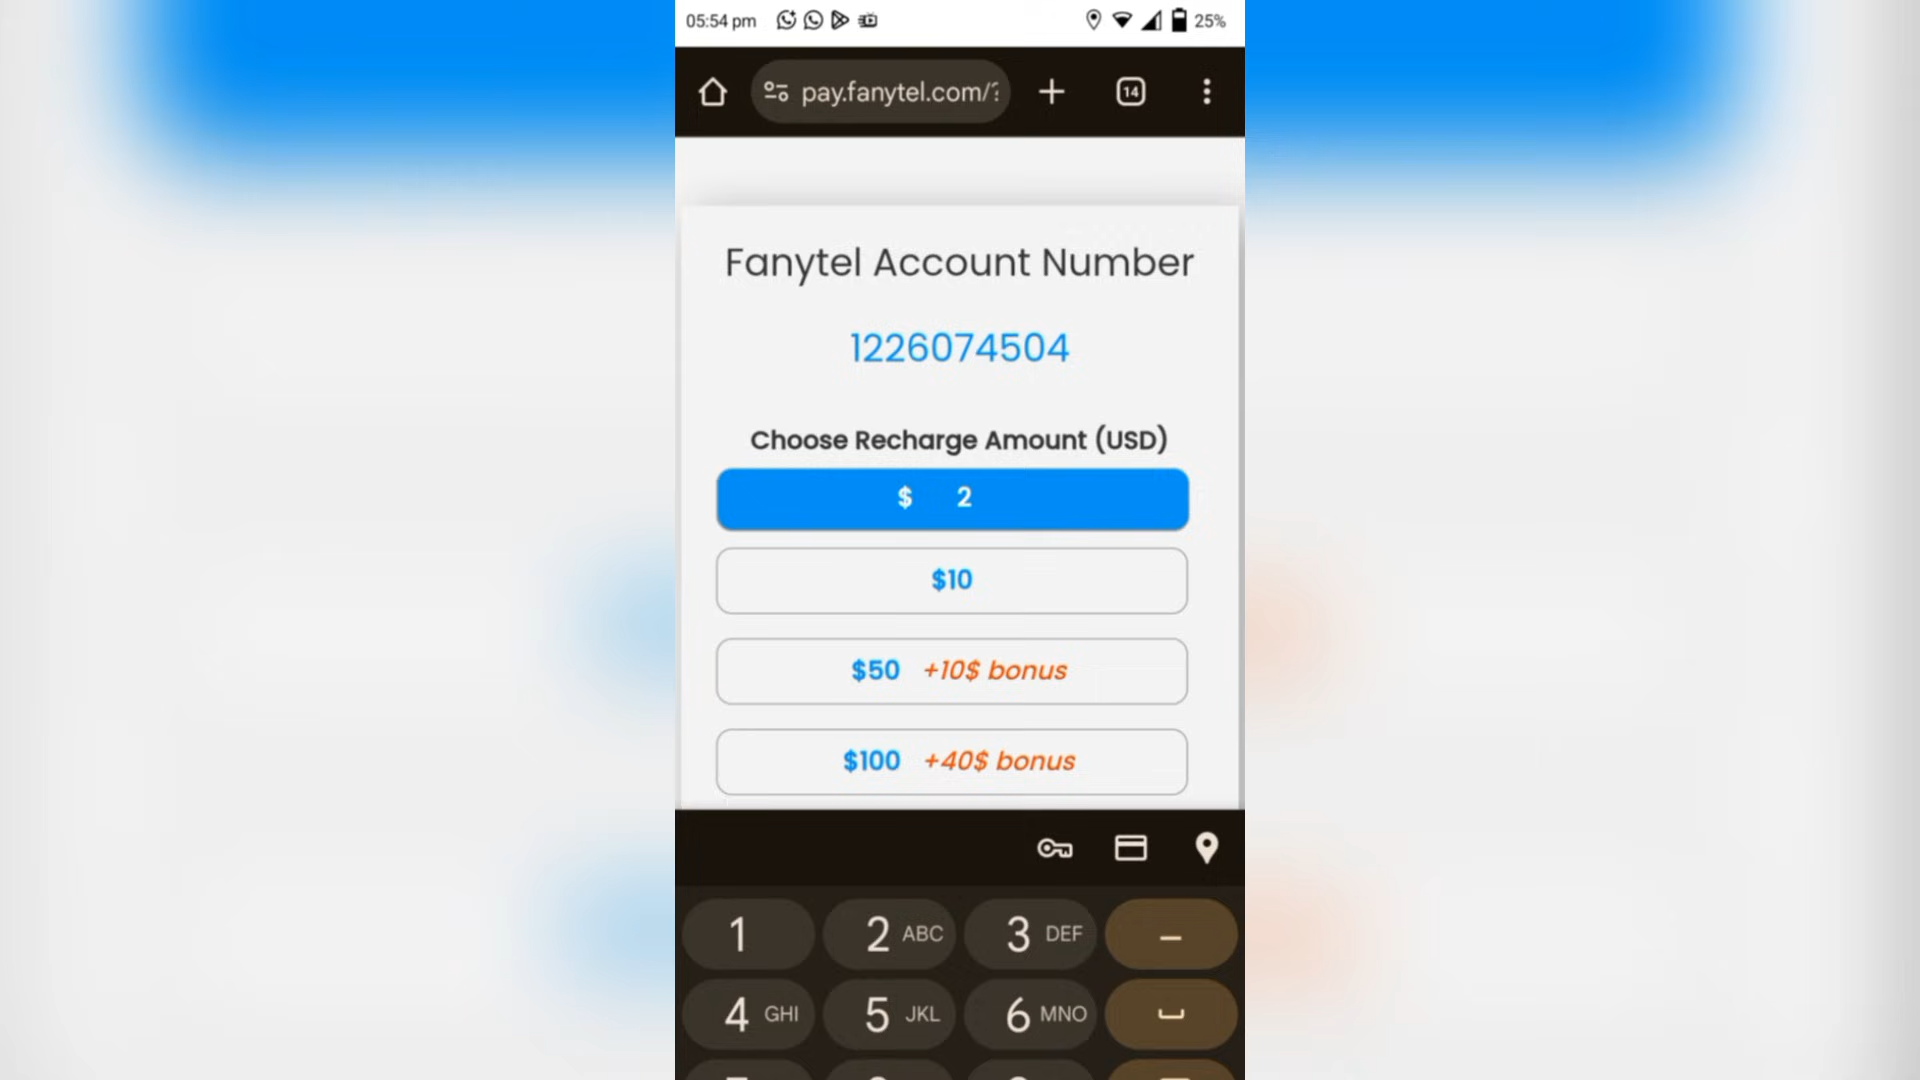 05:54 pm 25%
pay.fanytel.com/? 14
Fanytel Account Number
1226074504
Choose Recharge Amount (USD)
$ 2
$10
$50 +10$ bonus
$100 +40$ bonus
1 2 ABC 3 DEF –
4 GHI 5 JKL 6 MNO